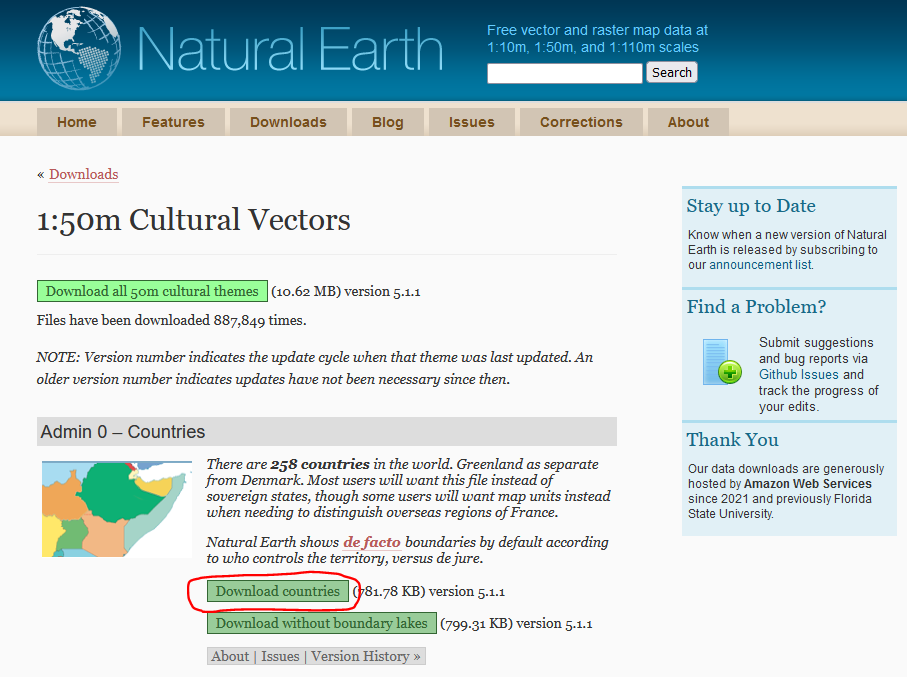 Natural Earth
Free vector and raster map data at
1:10m, 1:50m, and 1:110m scales
Search
Home Features Downloads Blog Issues Corrections About
« Downloads
1:50m Cultural Vectors
Download all 50m cultural themes (10.62 MB) version 5.1.1
Files have been downloaded 887,849 times.
NOTE: Version number indicates the update cycle when that theme was last updated. An
older version number indicates updates have not been necessary since then.
Admin 0 – Countries
There are 258 countries in the world. Greenland as separate
from Denmark. Most users will want this file instead of
sovereign states, though some users will want map units instead
when needing to distinguish overseas regions of France.
Natural Earth shows de facto boundaries by default according
to who controls the territory, versus de jure.
Download countries (781.78 KB) version 5.1.1
Download without boundary lakes (799.31 KB) version 5.1.1
About | Issues | Version History »
Stay up to Date
Know when a new version of Natural
Earth is released by subscribing to
our announcement list.
Find a Problem?
Submit suggestions
and bug reports via
Github Issues and
track the progress of
your edits.
Thank You
Our data downloads are generously
hosted by Amazon Web Services
since 2021 and previously Florida
State University.